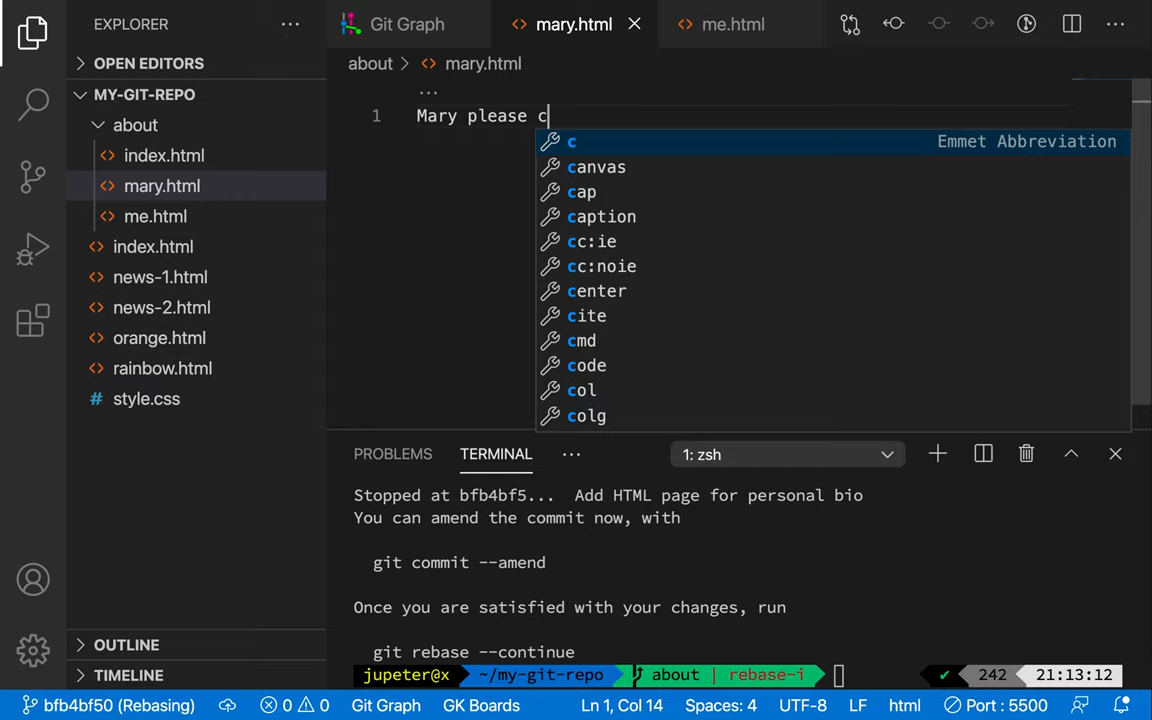 EXPLORER
Git Graph
mary.html
me.html
OPEN EDITORS
MY-GIT-REPO
about
index.html
mary.html
me.html
index.html
news-1.html
news-2.html
orange.html
rainbow.html
style.css
OUTLINE
TIMELINE
about > mary.html
1 Mary please c
c Emmet Abbreviation
canvas
cap
caption
cc:ie
cc:noie
center
cite
cmd
code
col
colg
PROBLEMS TERMINAL ... 1: zsh
Stopped at bfb4bf5... Add HTML page for personal bio
You can amend the commit now, with
git commit --amend
Once you are satisfied with your changes, run
git rebase --continue
jupeter@x ~/my-git-repo about | rebase-i ✔ 242 21:13:12
bfb4bf50 (Rebasing) 0 0 Git Graph GK Boards Ln 1, Col 14 Spaces: 4 UTF-8 LF html Port : 5500